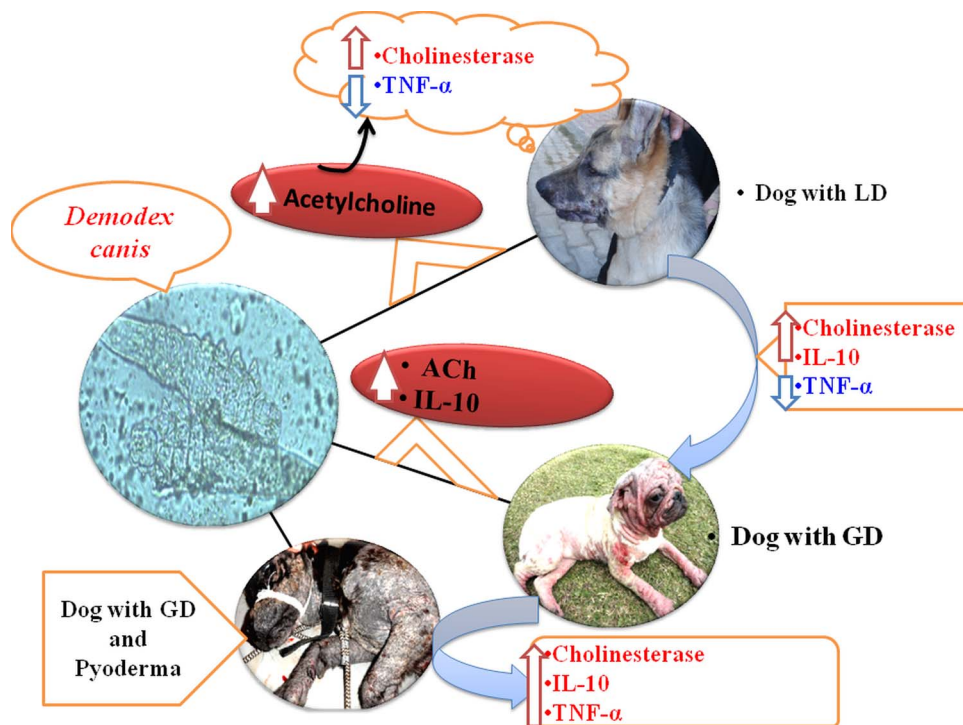 •Cholinesterase
•TNF-α
Acetylcholine
• Dog with LD
Demodex
canis
•Cholinesterase
•IL-10
•TNF-α
• ACh
• IL-10
• Dog with GD
Dog with GD
and
Pyoderma
•Cholinesterase
•IL-10
•TNF-α